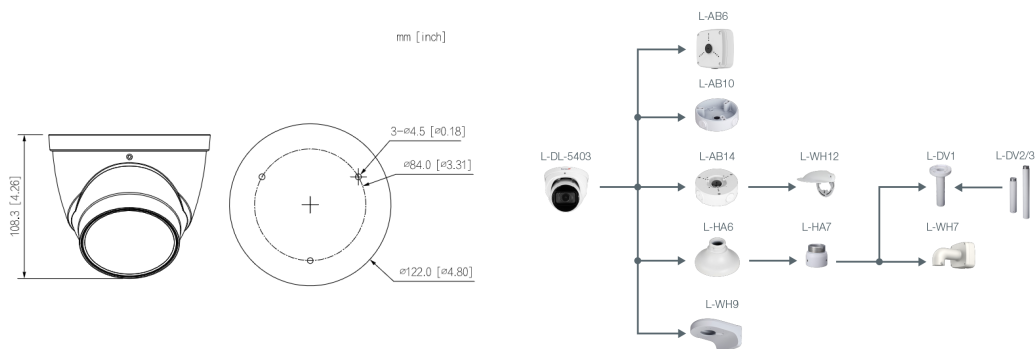 mm [inch]
108.3 [4.26]
3-ø4.5 [ø0.18]
ø84.0 [ø3.31]
ø122.0 [ø4.80]
L-AB6
L-AB10
L-DL-5403
L-AB14
L-WH12
L-DV1
L-DV2/3
L-HA6
L-HA7
L-WH7
L-WH9